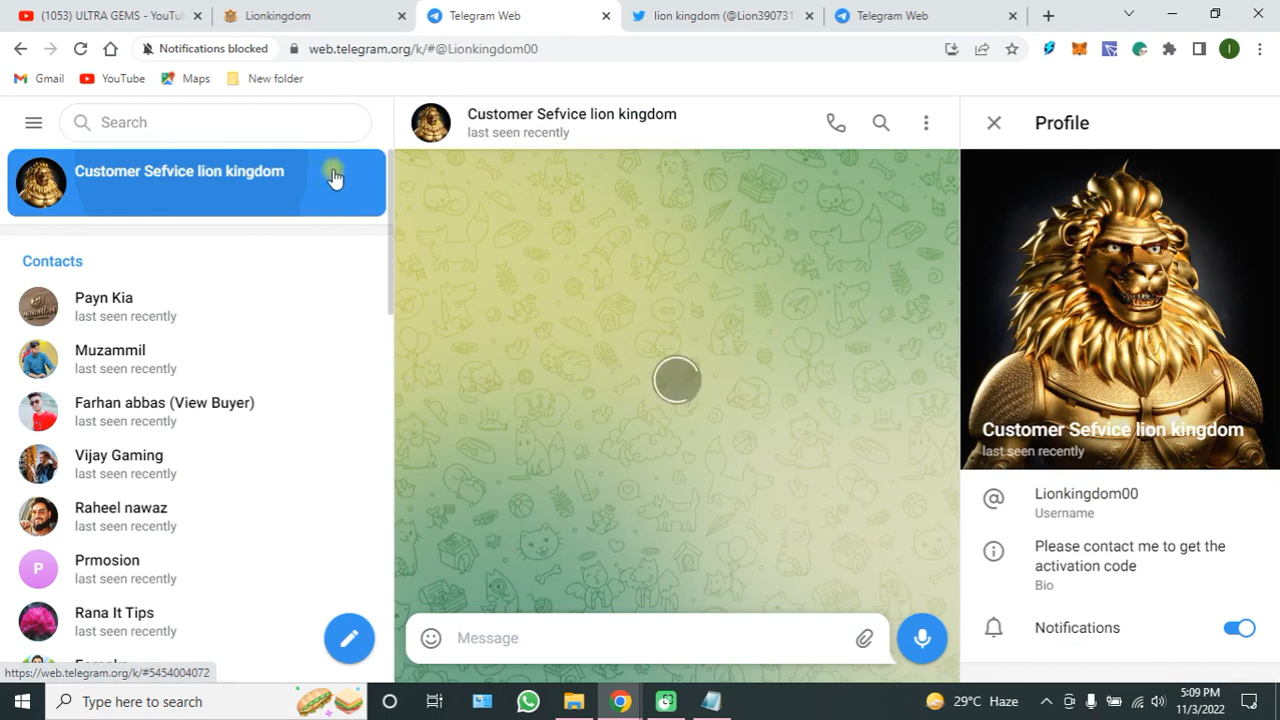 (1053) ULTRA GEMS - YouTu
Lionkingdom
Telegram Web
lion kingdom (@Lion39073
Telegram Web
Notifications blocked
web.telegram.org/k/#@Lionkingdom00
I
Gmail
YouTube
Maps
New folder
Search
Customer Sefvice lion kingdom
last seen recently
Profile
Customer Sefvice lion kingdom
Contacts
Payn Kia
last seen recently
Muzammil
last seen recently
Farhan abbas (View Buyer)
last seen recently
Vijay Gaming
last seen recently
Raheel nawaz
last seen recently
P
Prmosion
last seen recently
Rana It Tips
last seen recently
Customer Sefvice lion kingdom
last seen recently
Lionkingdom00
Username
Please contact me to get the
activation code
Bio
Notifications
Message
https://web.telegram.org/k/#5454004072
Type here to search
29°C Haze
5:09 PM
11/3/2022